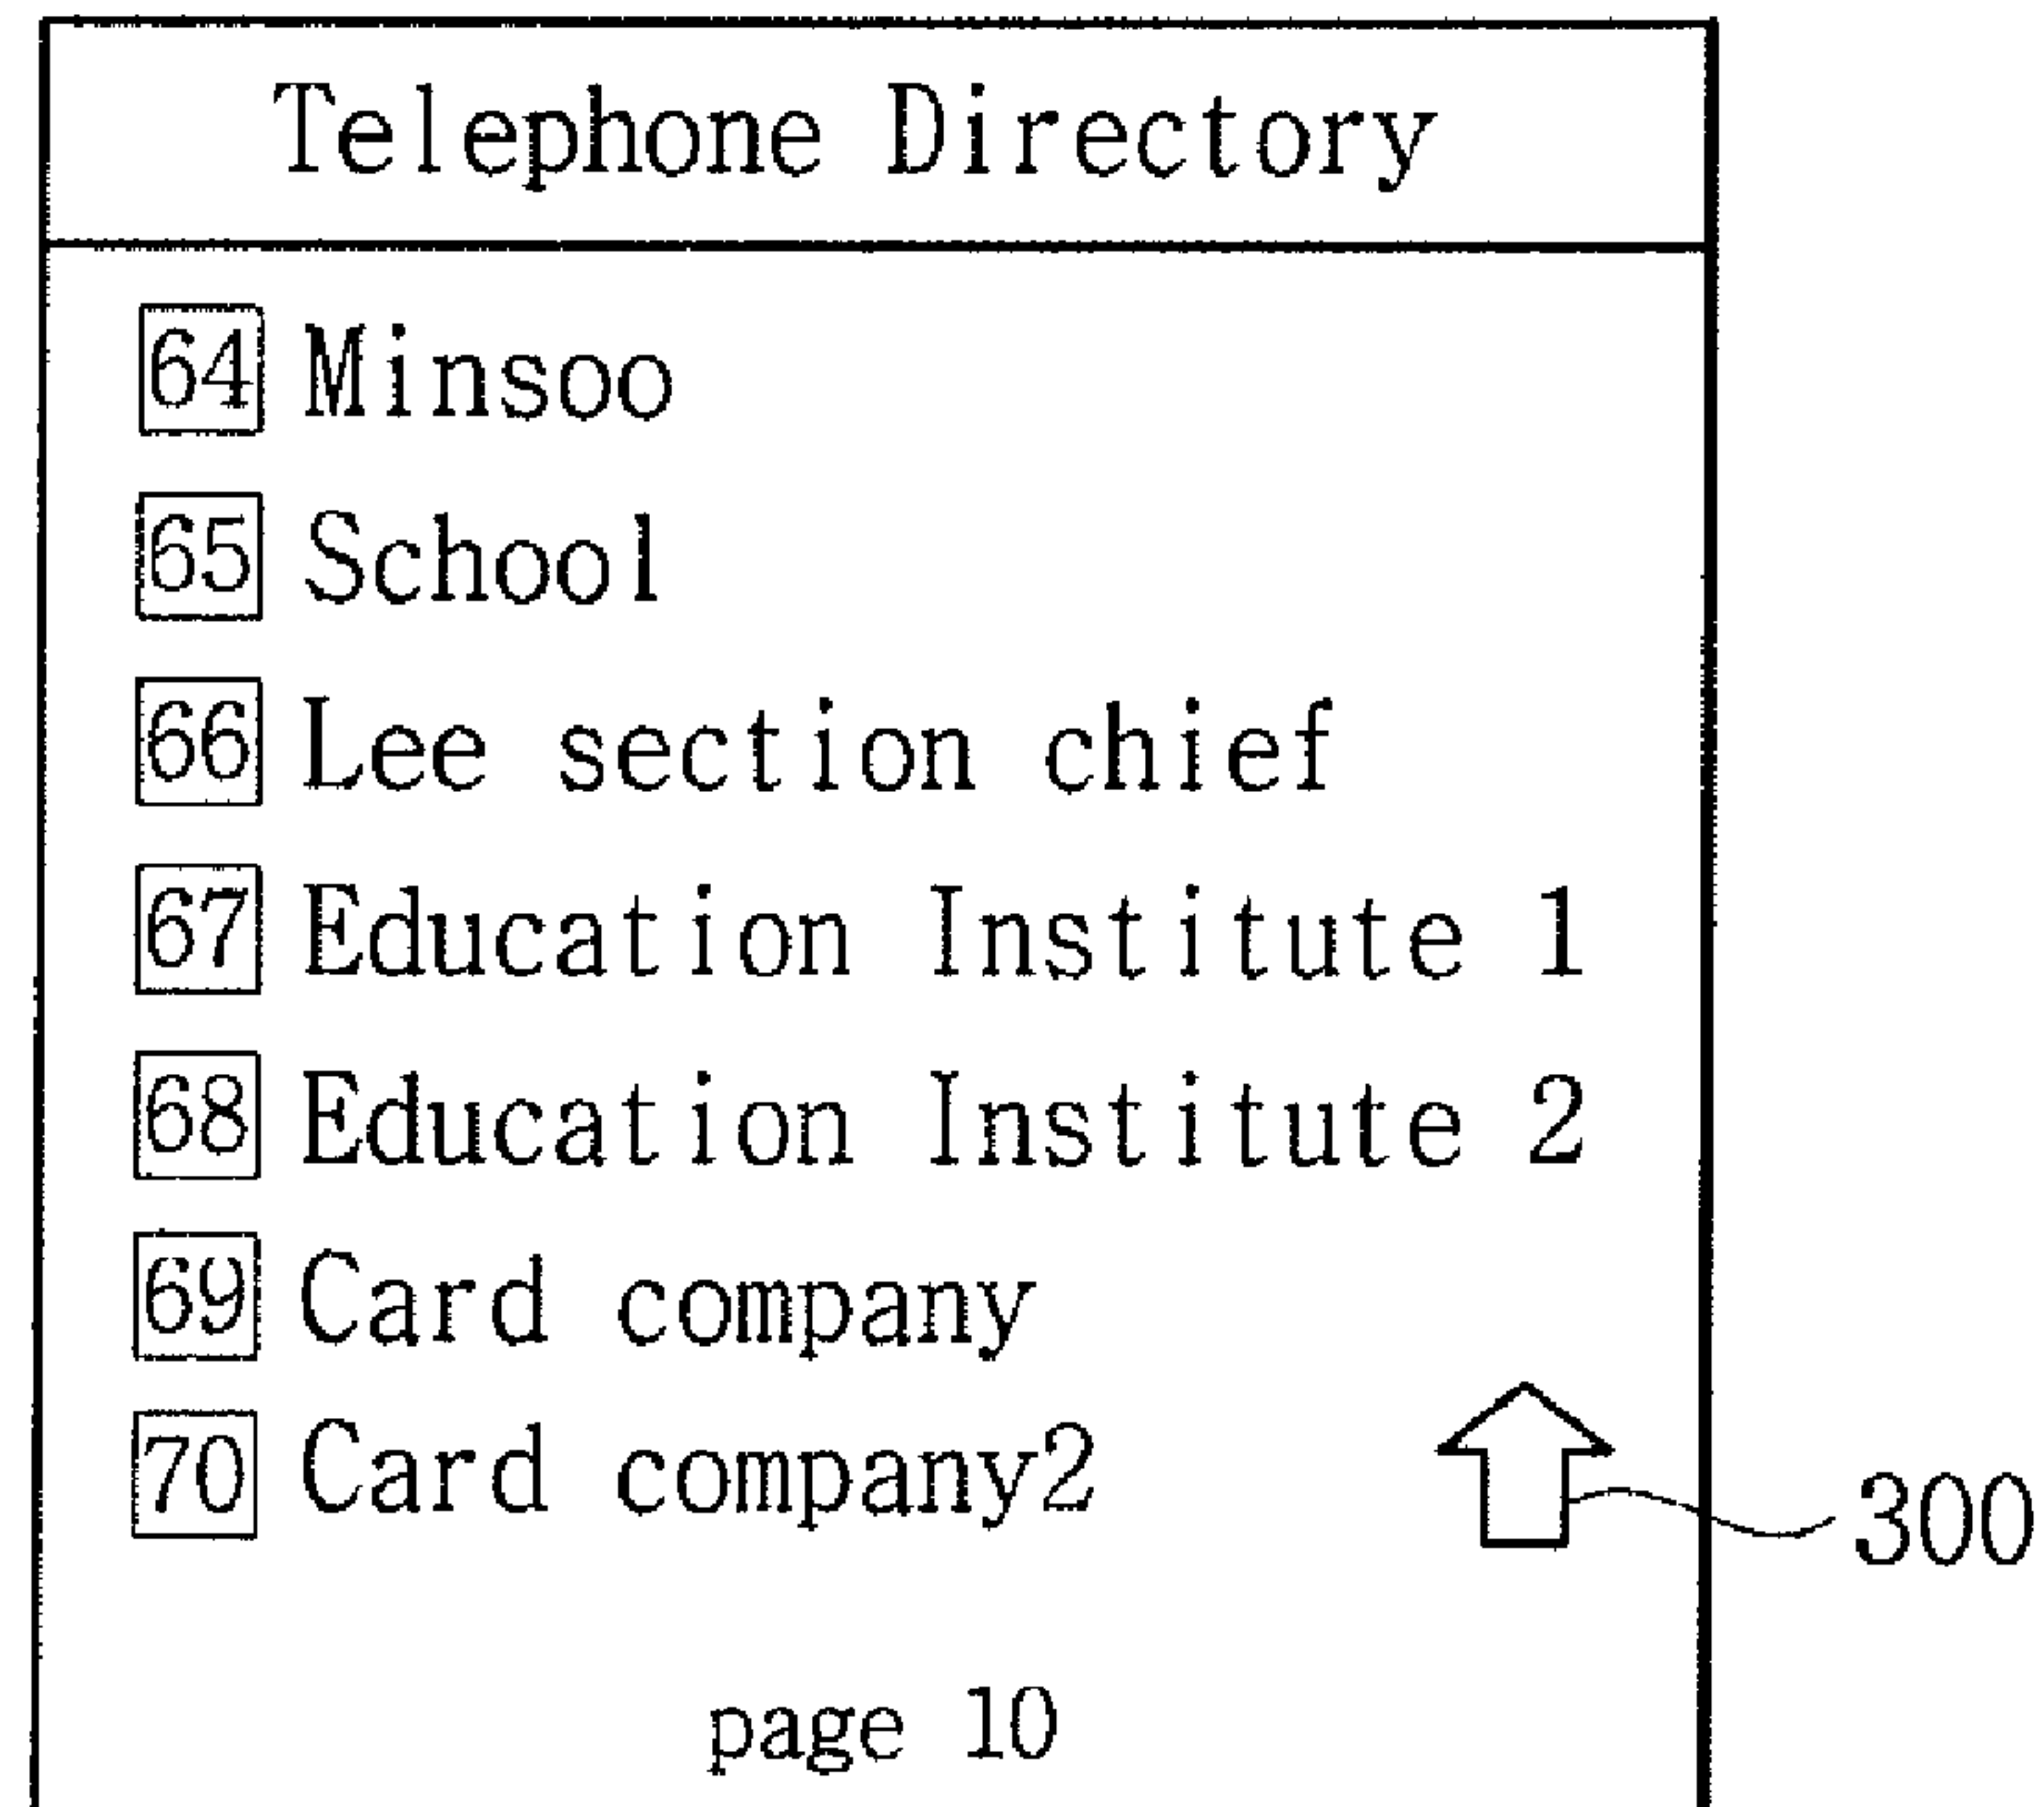 Telephone Directory
64 Minsoo
65 School
66 Lee section chief
67 Education Institute 1
68 Education Institute 2
69 Card company
70 Card company2
300
page 10